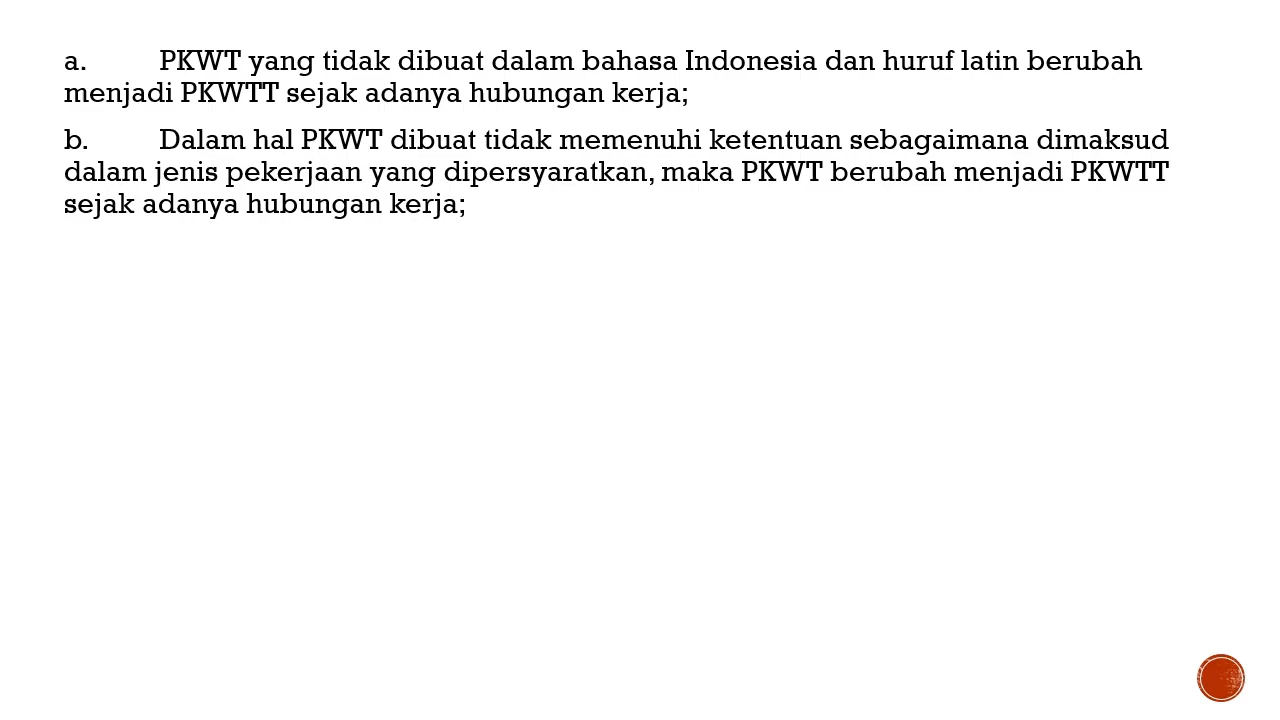 a. PKWT yang tidak dibuat dalam bahasa Indonesia dan huruf latin berubah
menjadi PKWTT sejak adanya hubungan kerja;
b. Dalam hal PKWT dibuat tidak memenuhi ketentuan sebagaimana dimaksud
dalam jenis pekerjaan yang dipersyaratkan, maka PKWT berubah menjadi PKWTT
sejak adanya hubungan kerja;